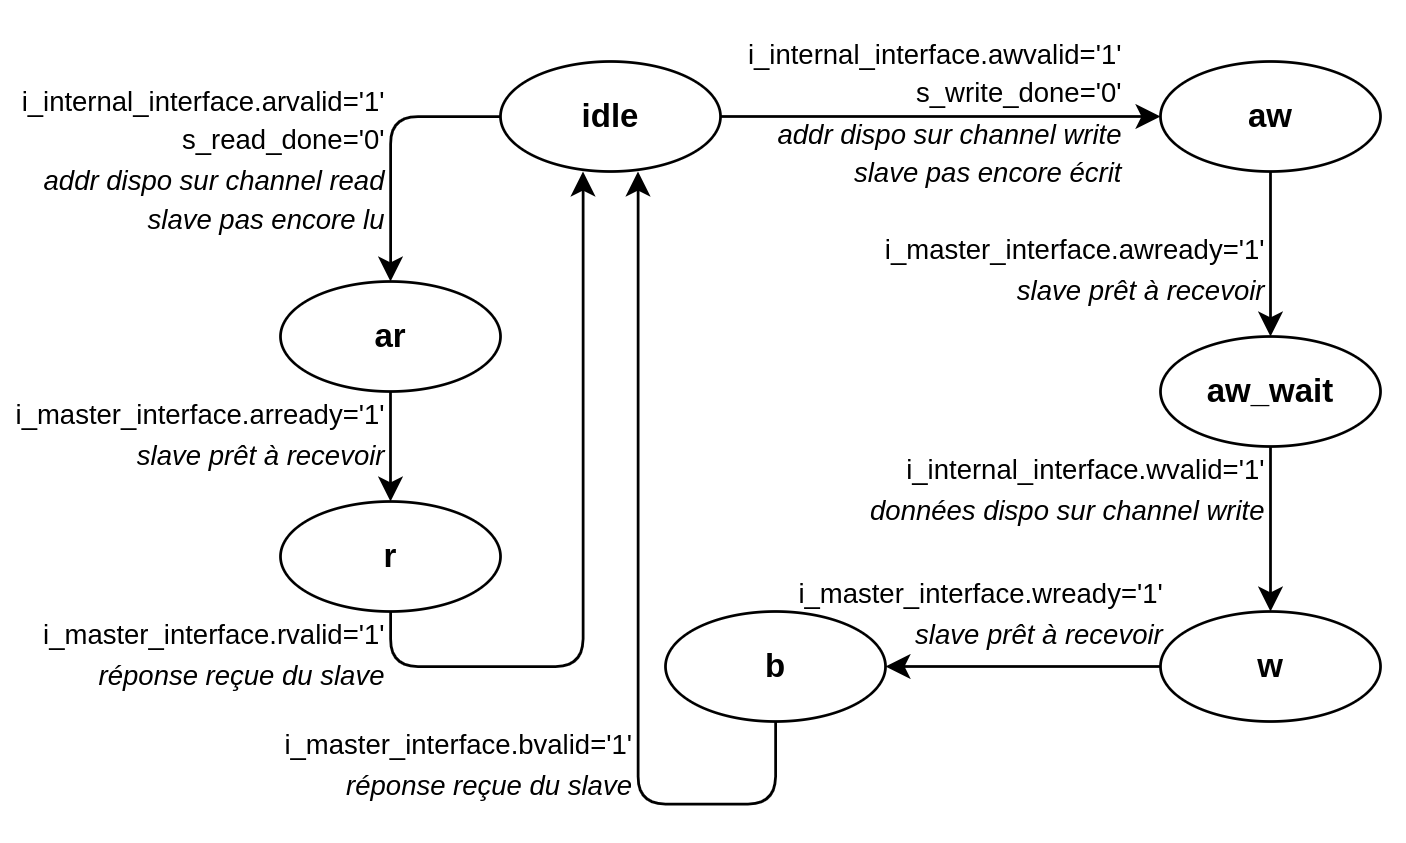 i_internal_interface.awvalid='1'
s_write_done='0'
addr dispo sur channel write
slave pas encore écrit
idle
aw
i_internal_interface.arvalid='1'
s_read_done='0'
addr dispo sur channel read
slave pas encore lu
i_master_interface.awready='1'
slave prêt à recevoir
ar
aw_wait
i_master_interface.arready='1'
slave prêt à recevoir
i_internal_interface.wvalid='1'
données dispo sur channel write
r
i_master_interface.wready='1'
slave prêt à recevoir
b
w
i_master_interface.rvalid='1'
réponse reçue du slave
i_master_interface.bvalid='1'
réponse reçue du slave